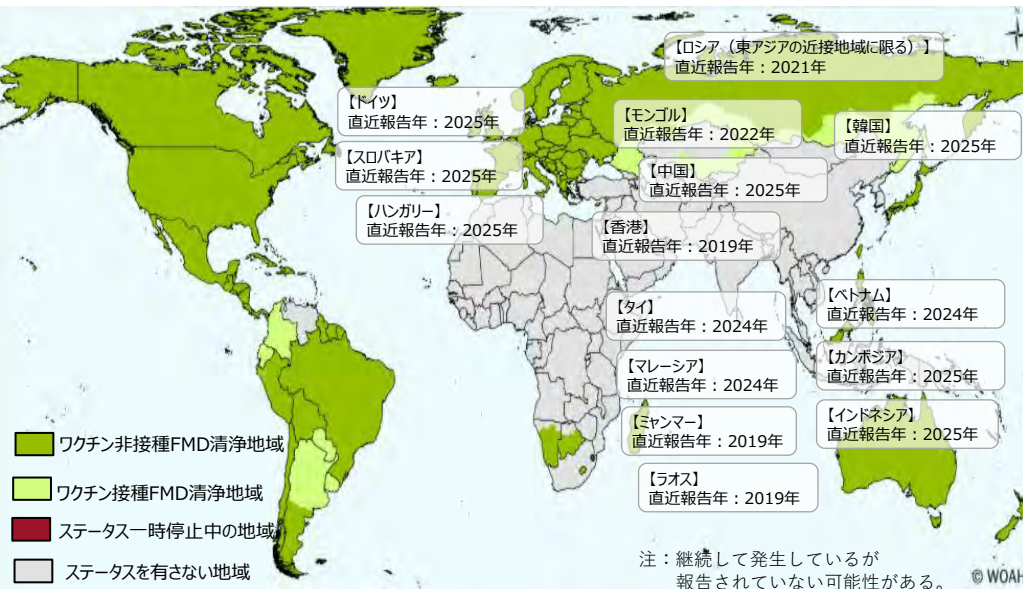 【ロシア（東アジアの近接地域に限る）】
直近報告年：2021年
【ドイツ】
直近報告年：2025年
【モンゴル】
直近報告年：2022年
【韓国】
直近報告年：2025年
【スロバキア】
直近報告年：2025年
【中国】
直近報告年：2025年
【ハンガリー】
直近報告年：2025年
【香港】
直近報告年：2019年
【タイ】
直近報告年：2024年
【ベトナム】
直近報告年：2024年
【マレーシア】
直近報告年：2024年
【カンボジア】
直近報告年：2025年
【ミャンマー】
直近報告年：2019年
【インドネシア】
直近報告年：2025年
【ラオス】
直近報告年：2019年
ワクチン非接種FMD清浄地域
ワクチン接種FMD清浄地域
ステータス一時停止中の地域
ステータスを有さない地域
注：継続して発生しているが
報告されていない可能性がある。
© WOAH